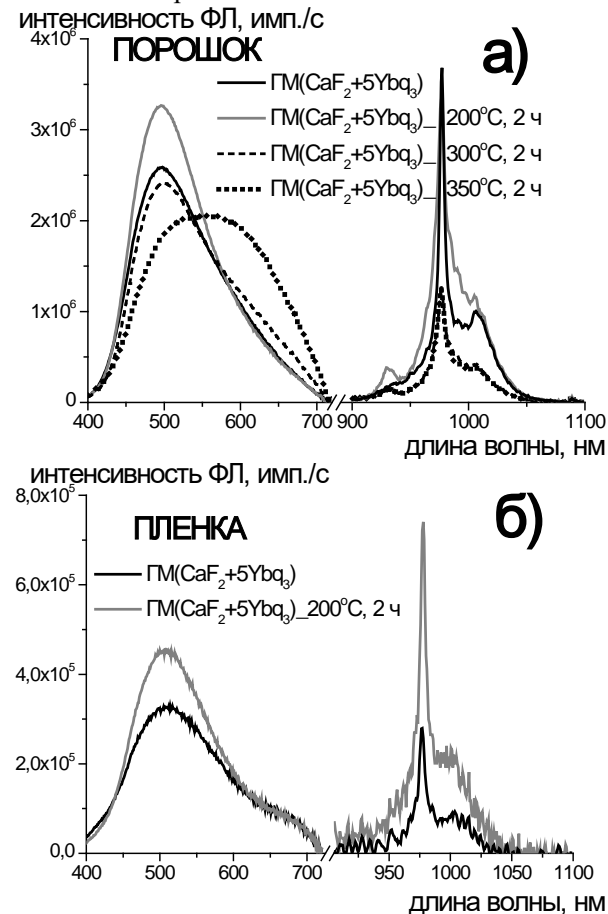 интенсивность ФЛ, имп./с
ПОРОШОК
а)
ГМ(CaF₂+5Ybq₃)
ГМ(CaF₂+5Ybq₃)_ 200°C, 2 ч
ГМ(CaF₂+5Ybq₃)_ 300°C, 2 ч
ГМ(CaF₂+5Ybq₃)_ 350°C, 2 ч
4x10⁶
3x10⁶
2x10⁶
1x10⁶
0
400 500 600 700 900 1000 1100
длина волны, нм
интенсивность ФЛ, имп./с
ПЛЕНКА
б)
ГМ(CaF₂+5Ybq₃)
ГМ(CaF₂+5Ybq₃)_200°C, 2 ч
8,0x10⁵
6,0x10⁵
4,0x10⁵
2,0x10⁵
0,0
400 500 600 700 950 1000 1050 1100
длина волны, нм